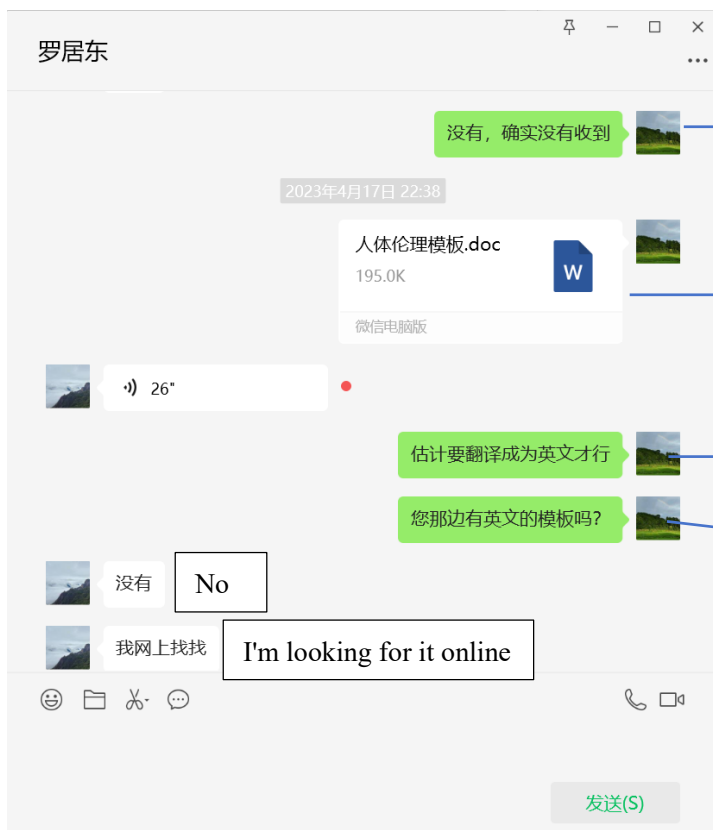 罗居东
没有，确实没有收到
2023年4月17日 22:38
人体伦理模板.doc
195.0K
W
微信电脑版
26"
估计要翻译成为英文才行
您那边有英文的模板吗?
没有
No
我网上找找
I'm looking for it online
发送(S)